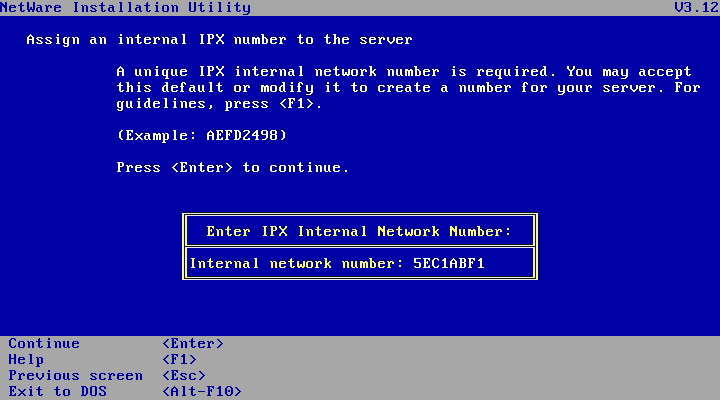 NetWare Installation Utility V3.12
Assign an internal IPX number to the server
A unique IPX internal network number is required. You may accept
this default or modify it to create a number for your server. For
guidelines, press <F1>.
(Example: AEFD2498)
Press <Enter> to continue.
Enter IPX Internal Network Number:
Internal network number: 5EC1ABF1
Continue <Enter>
Help <F1>
Previous screen <Esc>
Exit to DOS <Alt-F10>